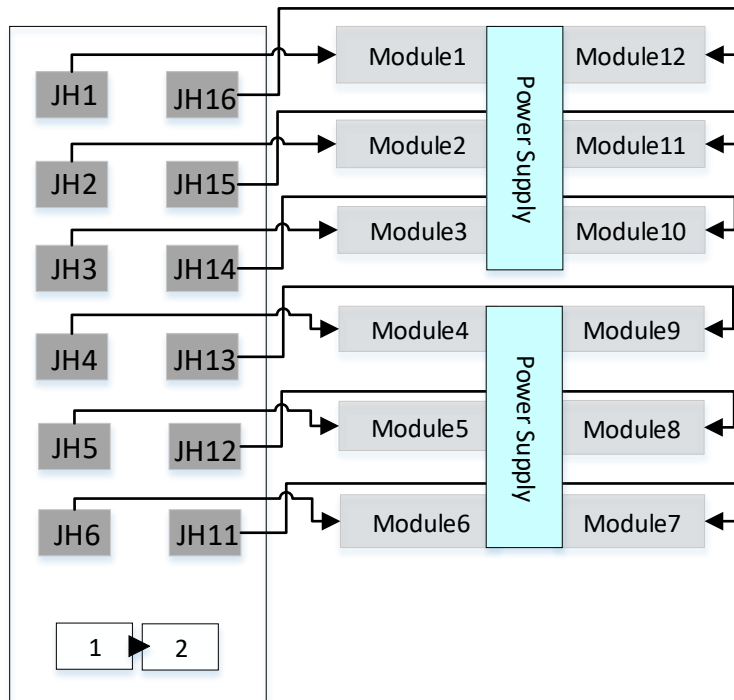 JH1 JH16 Module1 Module12
JH2 JH15 Module2 Module11
Power Supply
JH3 JH14 Module3 Module10
JH4 JH13 Module4 Module9
JH5 JH12 Module5 Module8
Power Supply
JH6 JH11 Module6 Module7
1 2